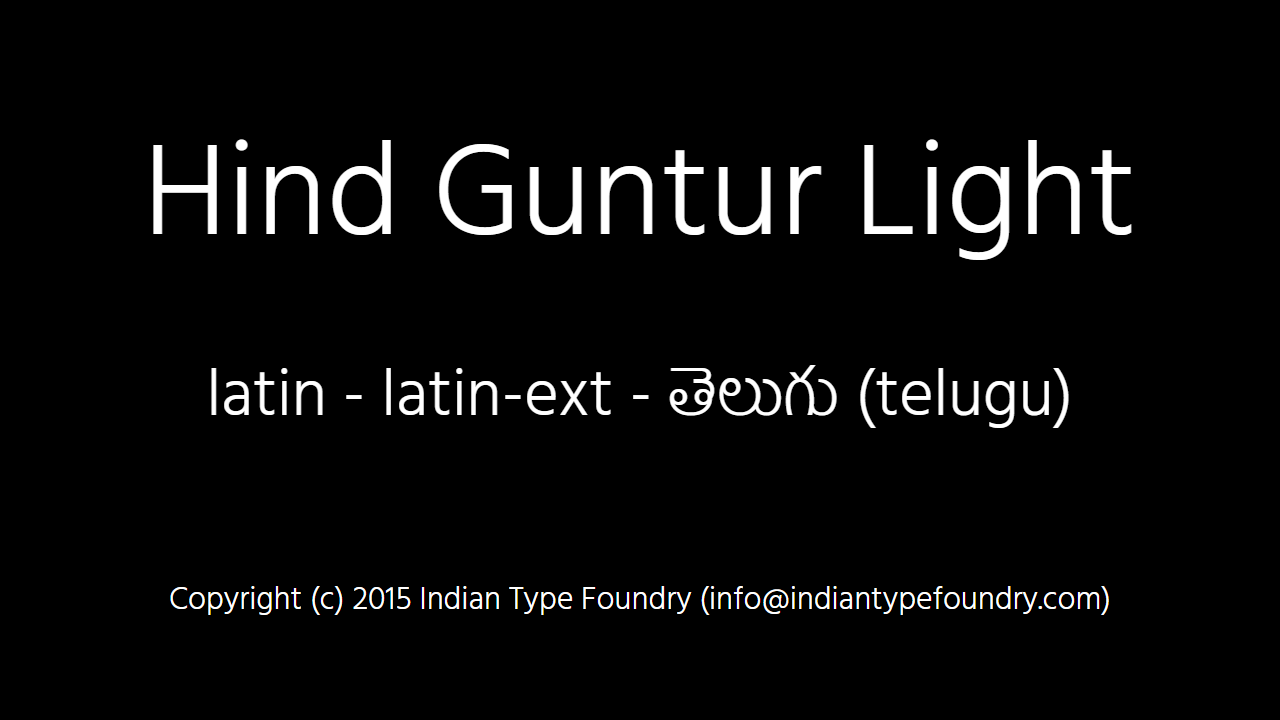 Hind Guntur Light
latin - latin-ext - తెలుగు (telugu)
Copyright (c) 2015 Indian Type Foundry (info@indiantypefoundry.com)